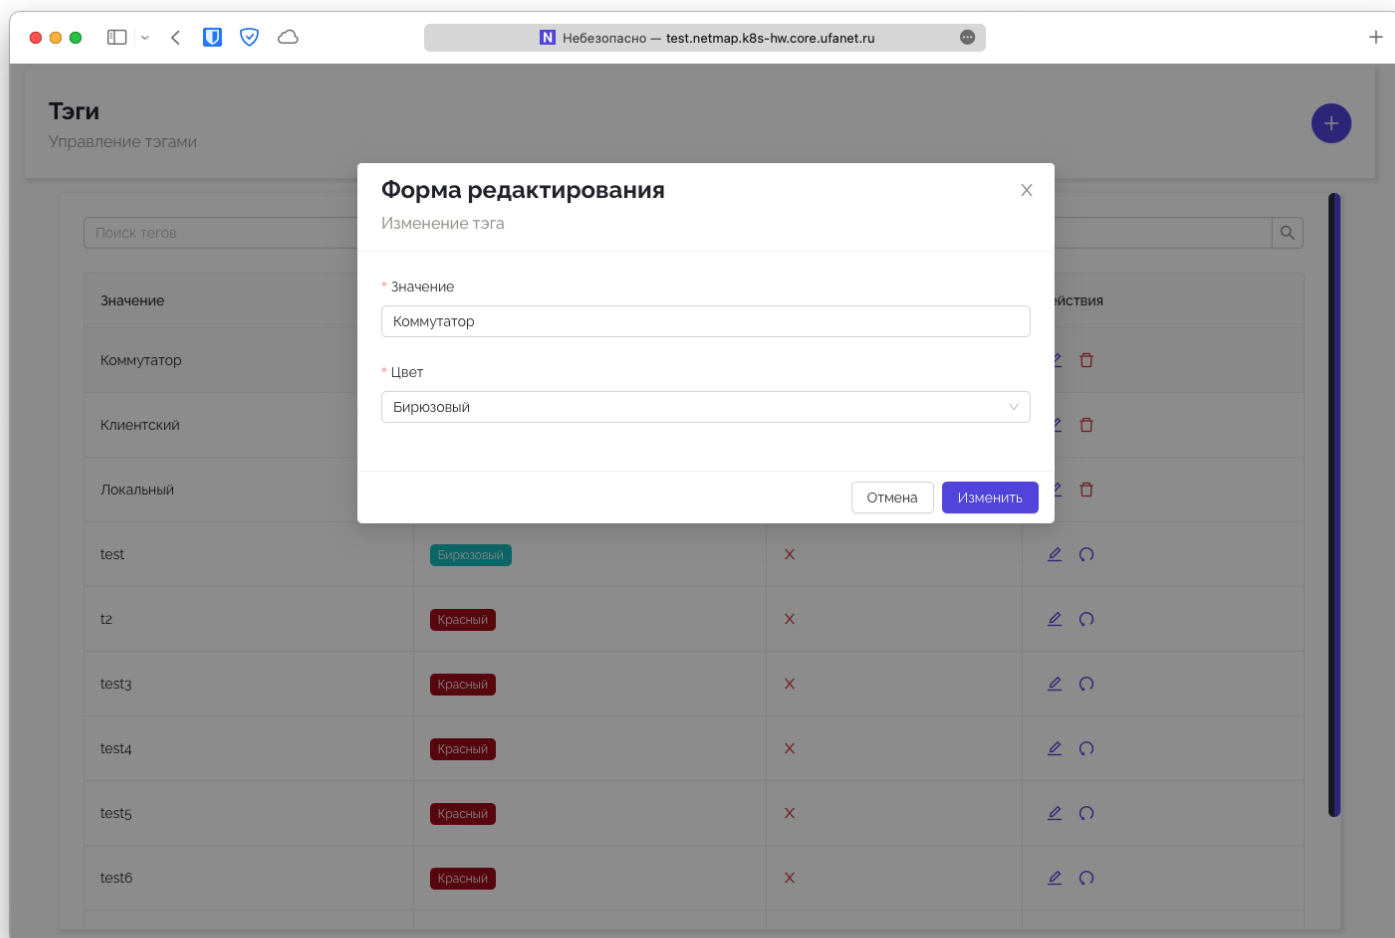 N Небезопасно — test.netmap.k8s-hw.core.ufanet.ru
Тэги
Управление тэгами
Форма редактирования
Изменение тэга
Поиск тегов
* Значение
Коммутатор
* Цвет
Бирюзовый
Отмена Изменить
Значение йствия
Коммутатор
Клиентский
Локальный
test Бирюзовый
t2 Красный
test3 Красный
test4 Красный
test5 Красный
test6 Красный